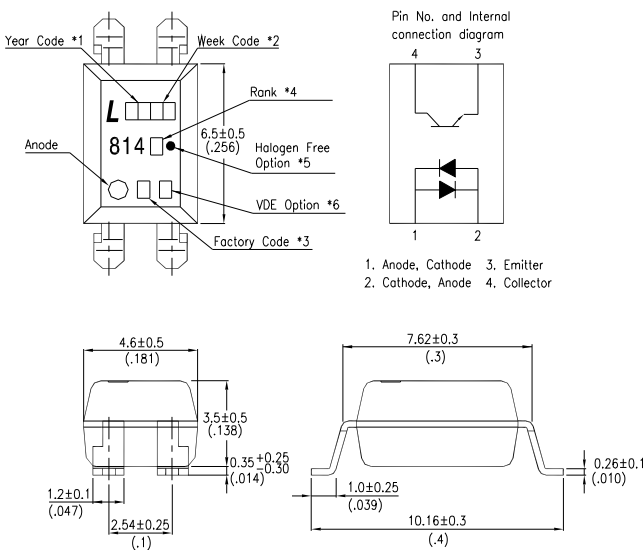 Year Code *1
Week Code *2
L
Rank *4
814
6.5±0.5
(.256)
Halogen Free
Option *5
Anode
VDE Option *6
Factory Code *3
Pin No. and Internal
connection diagram
4 3
1 2
1. Anode, Cathode 3. Emitter
2. Cathode, Anode 4. Collector
4.6±0.5
(.181)
3.5±0.5
(.138)
0.35 +0.25
(.014) -0.30
1.2±0.1
(.047)
2.54±0.25
(.1)
7.62±0.3
(.3)
0.26±0.1
(.010)
1.0±0.25
(.039)
10.16±0.3
(.4)